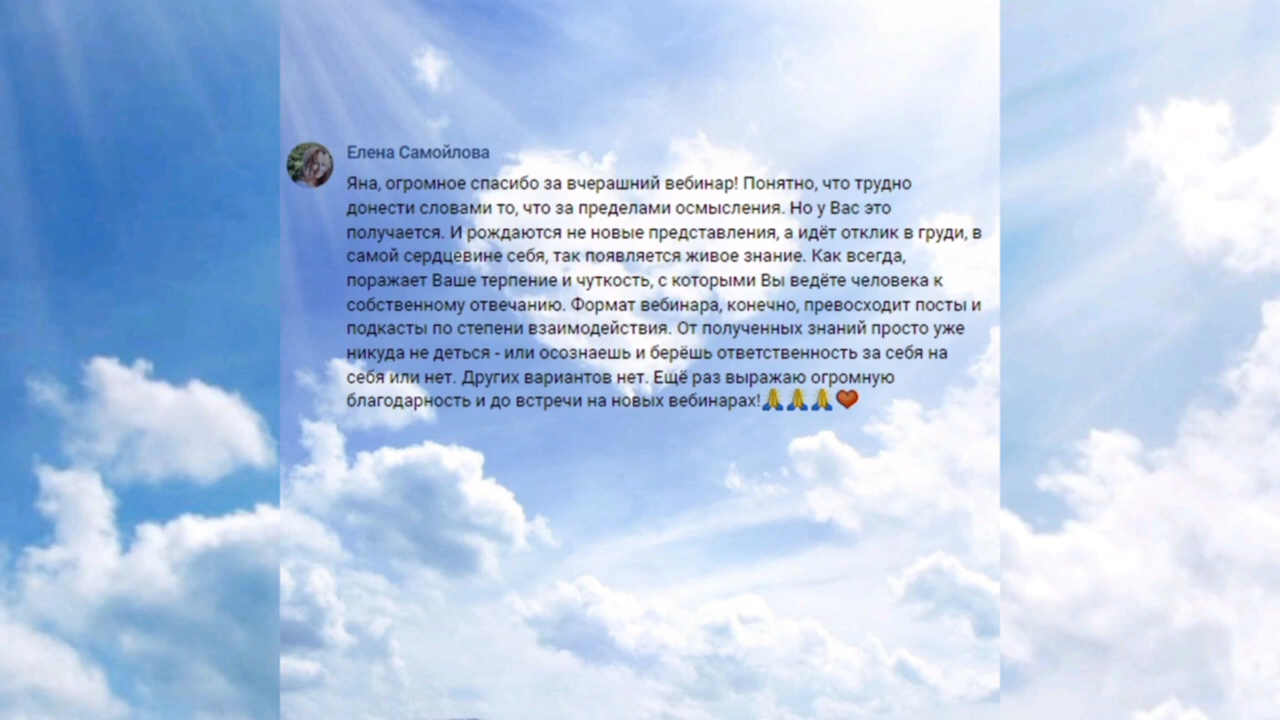 Елена Самойлова
Яна, огромное спасибо за вчерашний вебинар! Понятно, что трудно
донести словами то, что за пределами осмысления. Но у Вас это
получается. И рождаются не новые представления, а идёт отклик в груди, в
самой сердцевине себя, так появляется живое знание. Как всегда,
поражает Ваше терпение и чуткость, с которыми Вы ведёте человека к
собственному отвечанию. Формат вебинара, конечно, превосходит посты и
подкасты по степени взаимодействия. От полученных знаний просто уже
никуда не деться - или осознаешь и берёшь ответственность за себя на
себя или нет. Других вариантов нет. Ещё раз выражаю огромную
благодарность и до встречи на новых вебинарах!🙏🙏🙏❤️